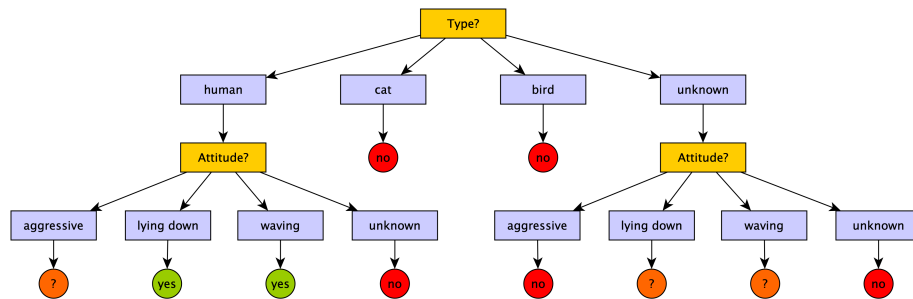 Type?
human
cat
bird
unknown
Attitude?
no
no
Attitude?
aggressive
lying down
waving
unknown
aggressive
lying down
waving
unknown
?
yes
yes
no
no
?
?
no